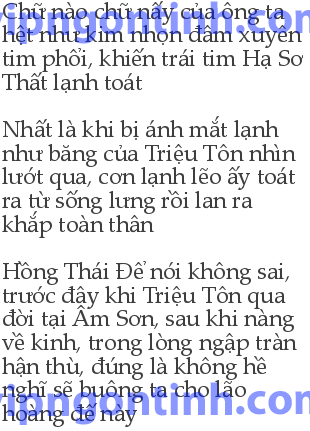 Chữ nào chữ nấy của ông ta
hệt như kim nhọn đâm xuyên
tim phổi, khiến trái tim Hạ Sơ
Thất lạnh toát
Nhất là khi bị ánh mắt lạnh
như băng của Triệu Tôn nhìn
lướt qua, cơn lạnh lẽo ấy toát
ra từ sống lưng rồi lan ra
khắp toàn thân
Hồng Thái Để nói không sai,
trước đây khi Triệu Tôn qua
đời tại Âm Sơn, sau khi nàng
về kinh, trong lòng ngập tràn
hận thù, đúng là không hề
nghĩ sẽ buông tha cho lão
hoàng đế này
vipngontinh.com
vipngontinh.com